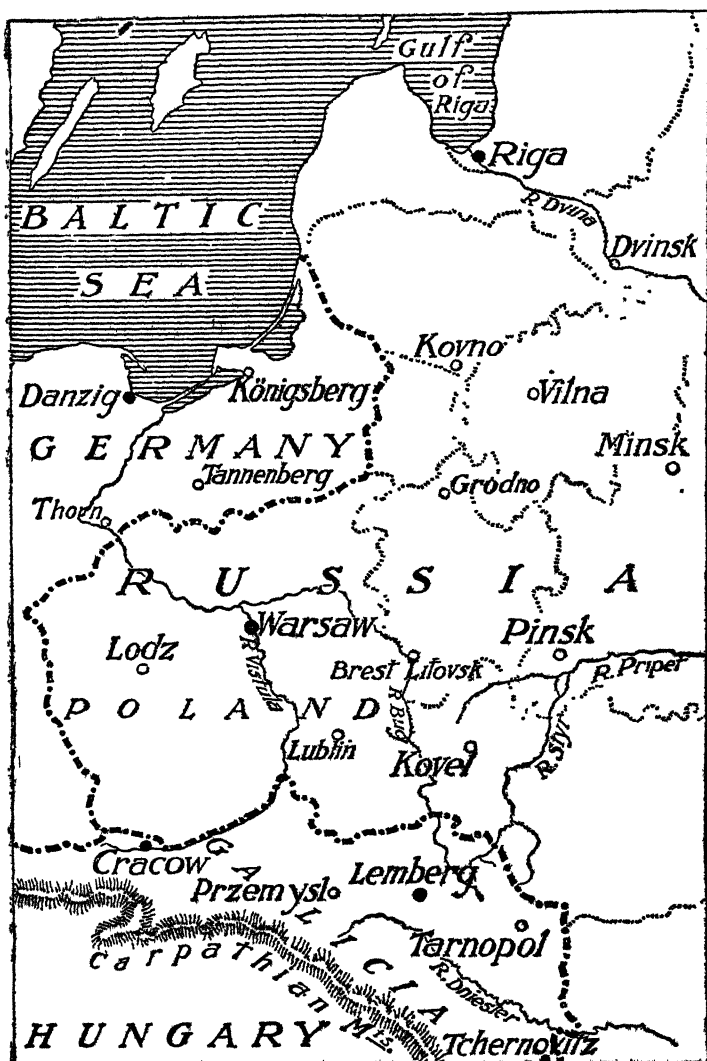 Gulf
of
Riga
Riga
BALTIC
R. Dvina
Dvinsk
SEA
Kovno
Danzig
Königsberg
Vilna
GERMANY
Minsk
Tannenberg
Grodno
Thorn
RUSSIA
Warsaw
Pinsk
Lodz
R. Vistula
Brest Litovsk
R. Pripet
POLAND
R. Bug
Lublin
Kovel
R. Styr
Cracow
GALICIA
Przemysl
Lemberg
Tarnopol
Carpathian Mts.
R. Dniester
HUNGARY
Tchernovitz